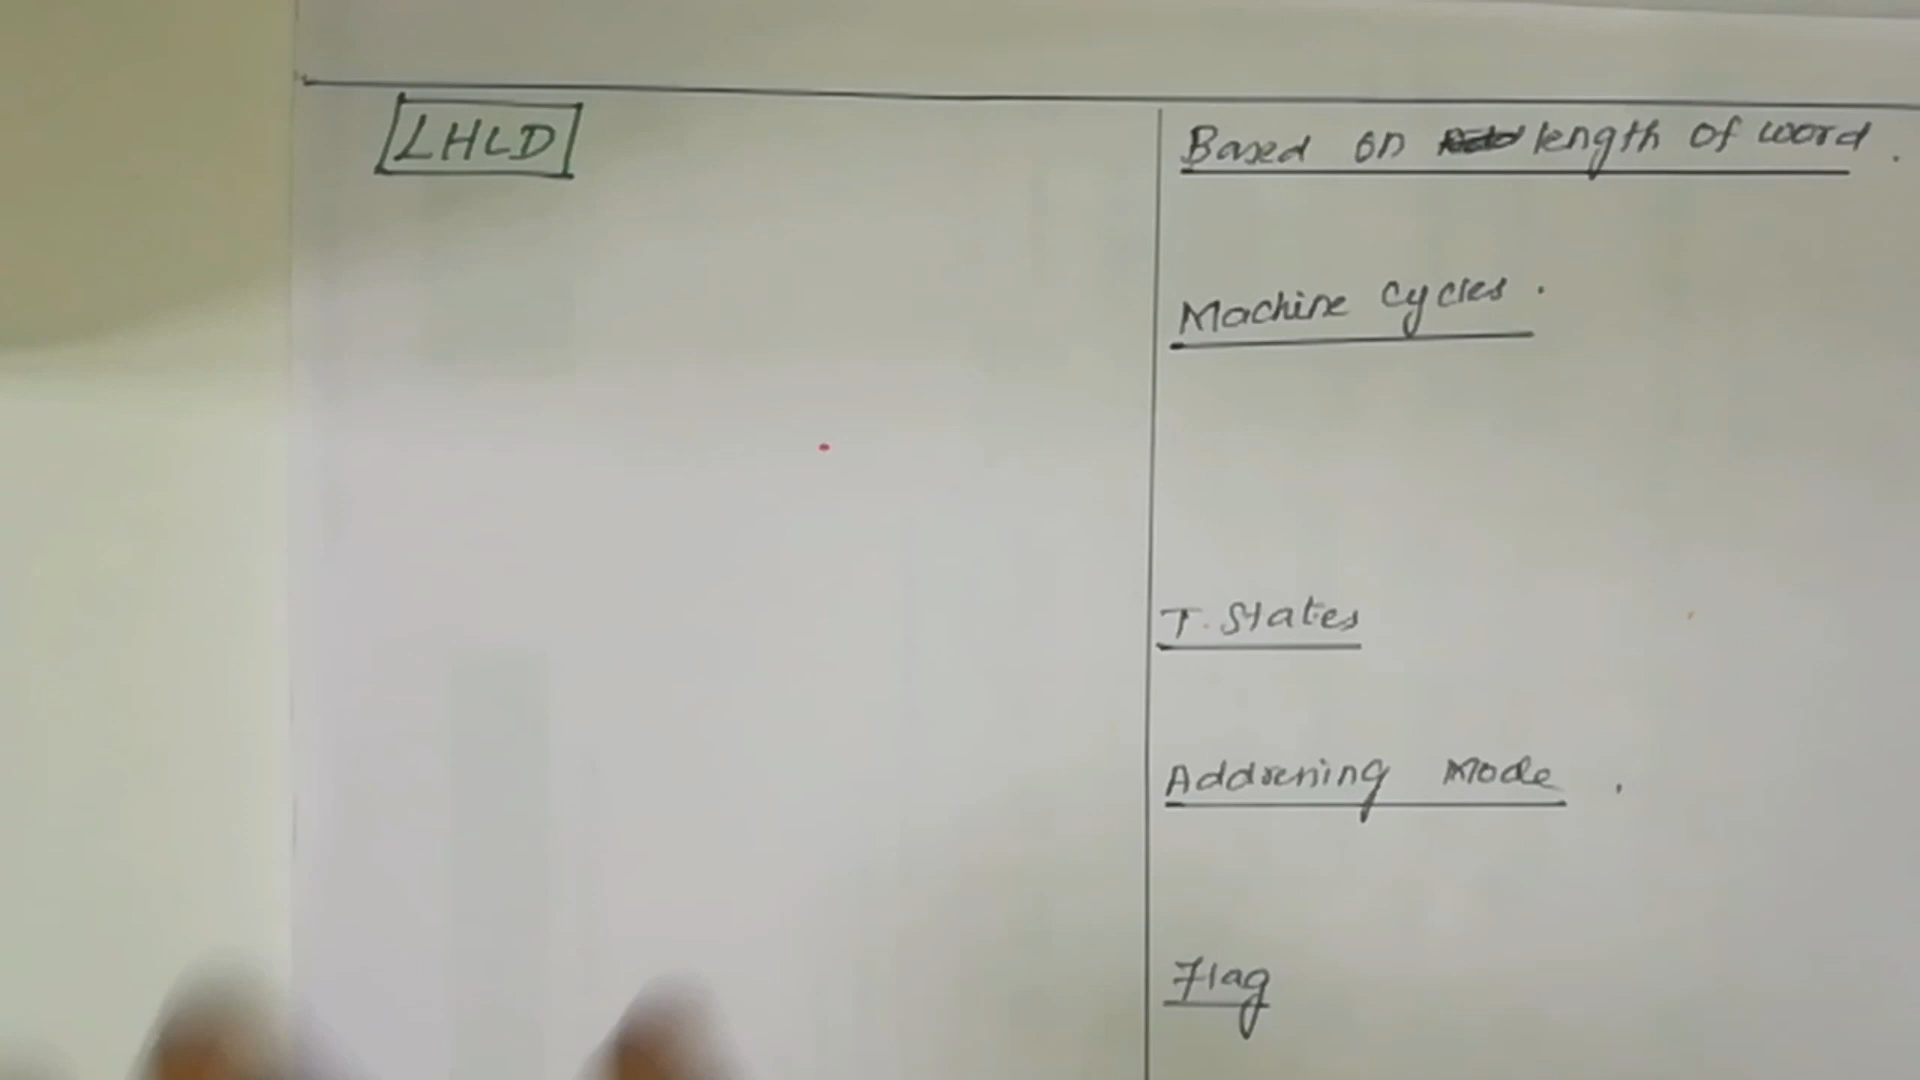 LHLD
Based on length of word.
Machine cycles.
T. States
Addressing Mode.
Flag